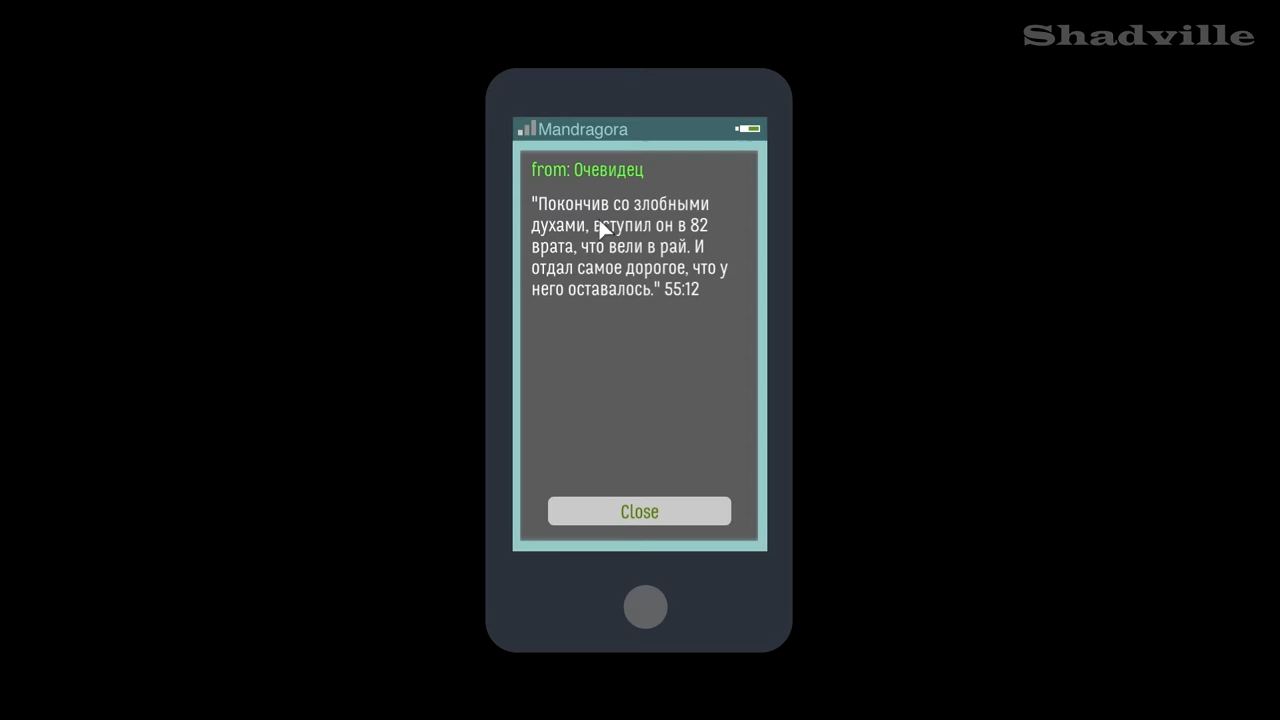 Shadville
Mandragora
from: Очевидец
"Покончив со злобными
духами, вступил он в 82
врата, что вели в рай. И
отдал самое дорогое, что у
него оставалось." 55:12
Close